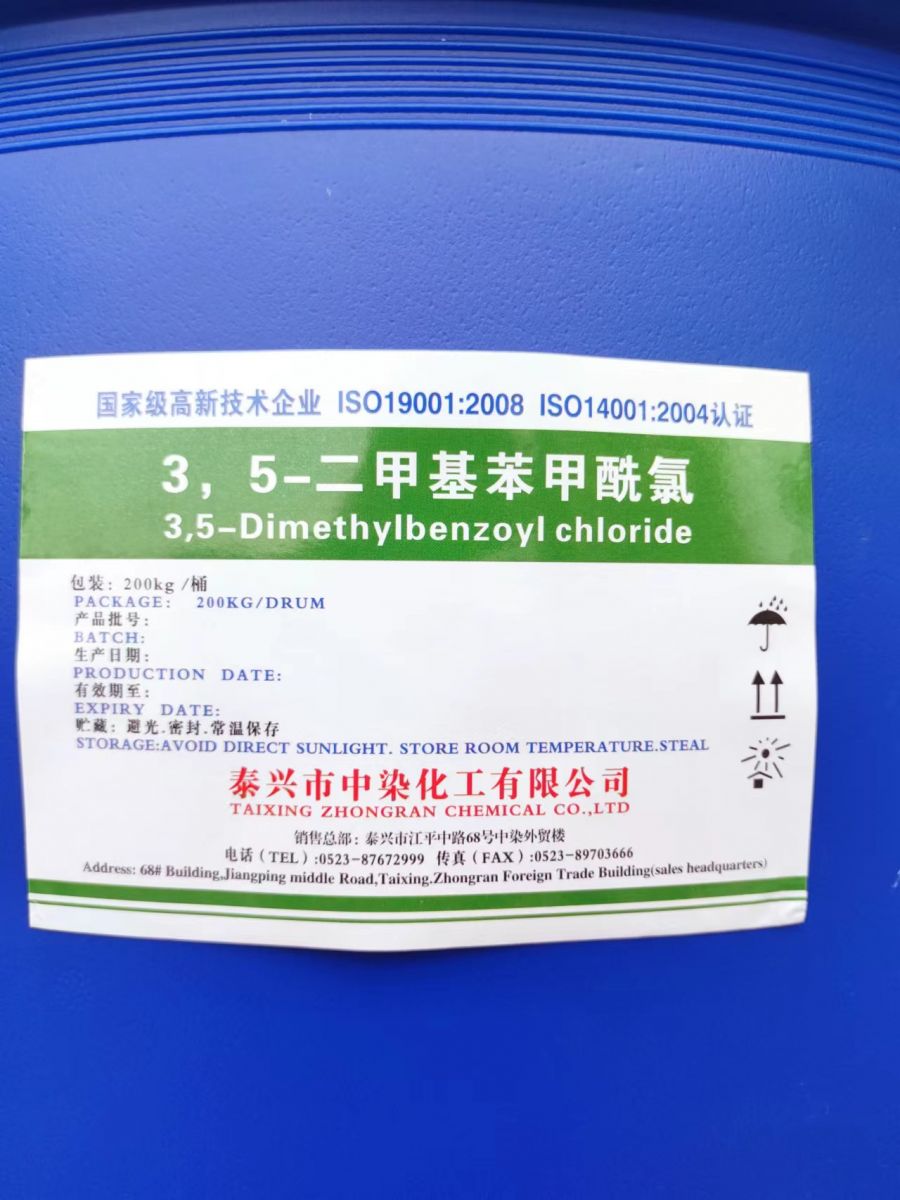 国家级高新技术企业 ISO19001:2008 ISO14001:2004认证
3，5-二甲基苯甲酰氯
3,5-Dimethylbenzoyl chloride
包装: 200kg /桶
PACKAGE: 200KG/DRUM
产品批号:
BATCH:
生产日期:
PRODUCTION DATE:
有效期至:
EXPIRY DATE:
贮藏: 避光.密封.常温保存
STORAGE:AVOID DIRECT SUNLIGHT. STORE ROOM TEMPERATURE.STEAL
泰兴市中染化工有限公司
TAIXING ZHONGRAN CHEMICAL CO.,LTD
销售总部: 泰兴市江平中路68号中染外贸楼
电话（TEL）:0523-87672999 传真（FAX）:0523-89703666
Address: 68# Building,Jiangping middle Road,Taixing.Zhongran Foreign Trade Building(sales headquarters)